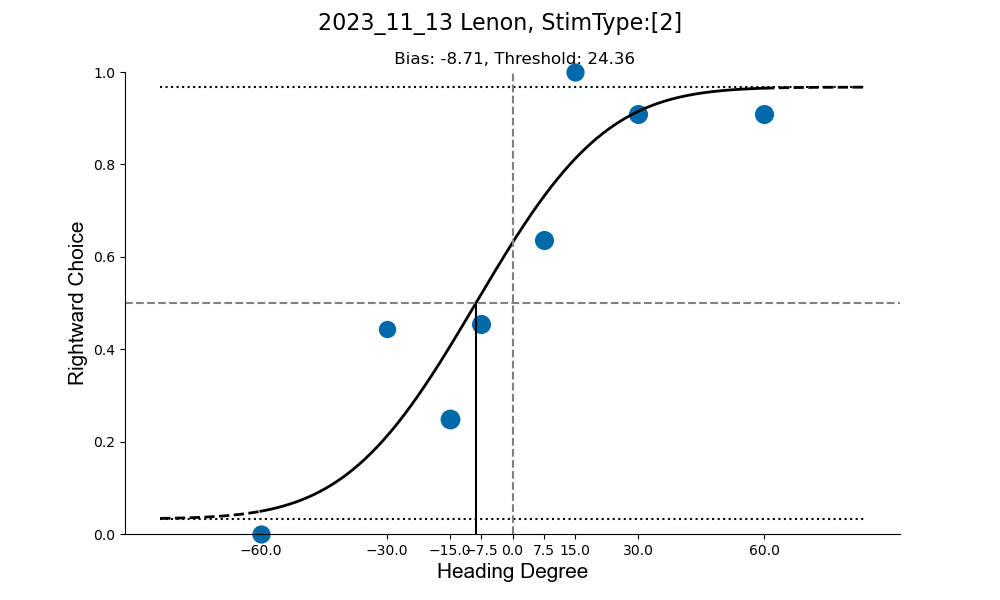 2023_11_13 Lenon, StimType:[2]
Bias: -8.71, Threshold: 24.36
1.0
0.8
0.6
0.4
0.2
0.0
Rightward Choice
−60.0 −30.0 −15.0 −7.5 0.0 7.5 15.0 30.0 60.0
Heading Degree